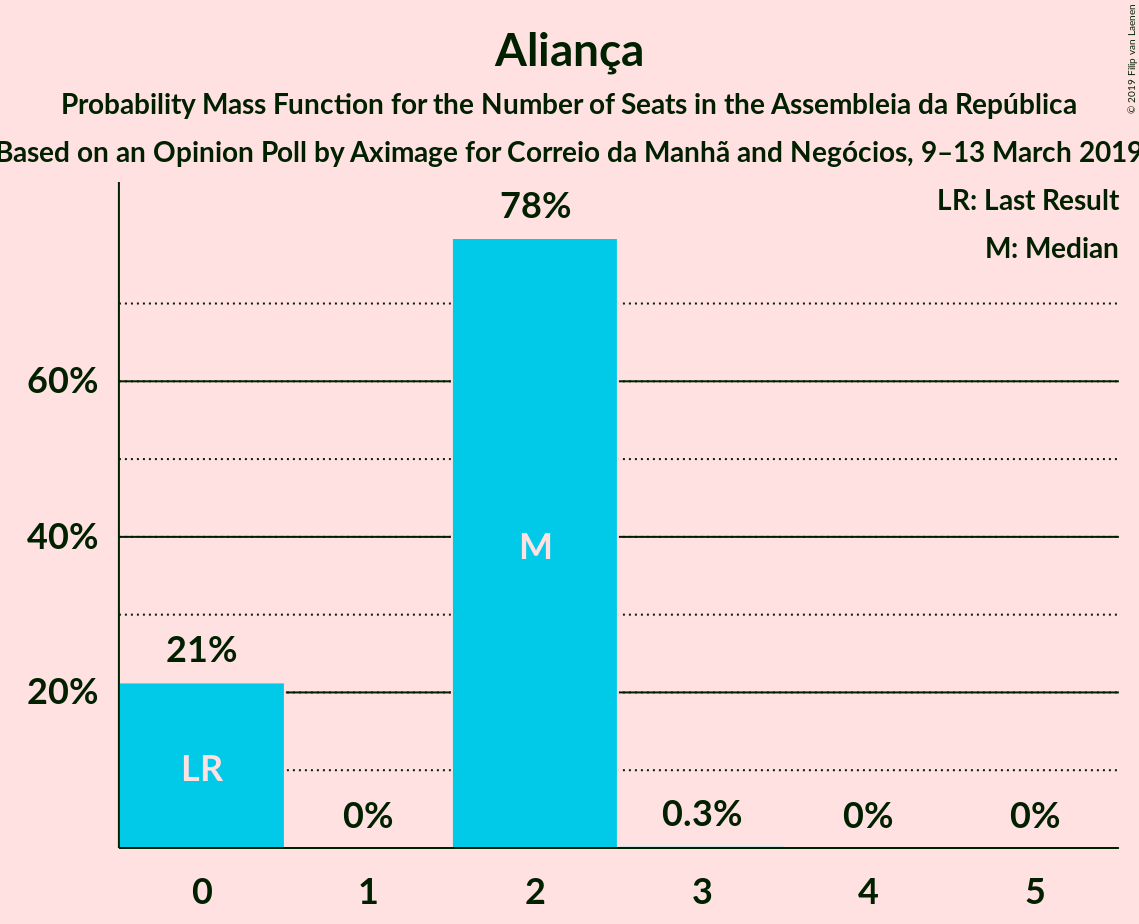 Aliança
Probability Mass Function for the Number of Seats in the Assembleia da República
Based on an Opinion Poll by Aximage for Correio da Manhã and Negócios, 9–13 March 2019
© 2019 Filip van Laenen
LR: Last Result
M: Median
78%
60%
40%
M
21%
20%
LR
0%
0.3%
0%
0%
0 1 2 3 4 5